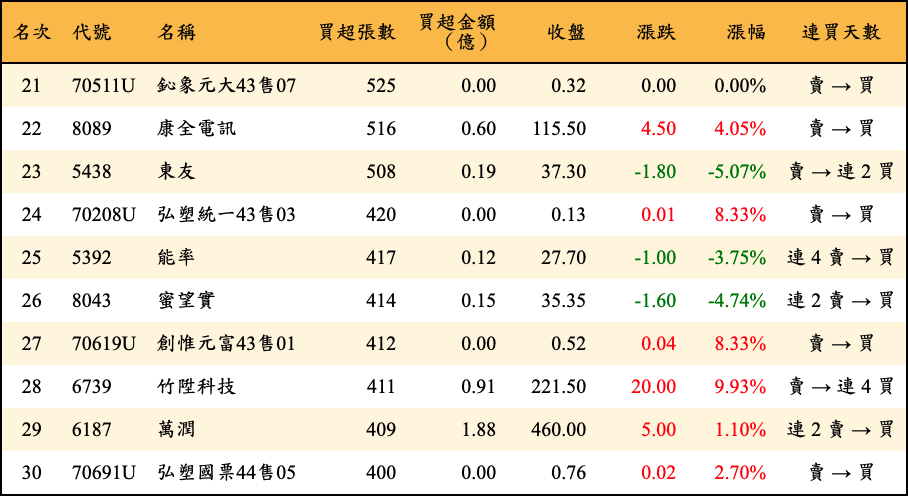 名次 代號 名稱 買超張數 買超金額（億） 收盤 漲跌 漲幅 連買天數
21 70511U 鈊象元大43售07 525 0.00 0.32 0.00 0.00% 賣 → 買
22 8089 康全電訊 516 0.60 115.50 4.50 4.05% 賣 → 買
23 5438 東友 508 0.19 37.30 -1.80 -5.07% 賣 → 連 2 買
24 70208U 弘塑統一43售03 420 0.00 0.13 0.01 8.33% 賣 → 買
25 5392 能率 417 0.12 27.70 -1.00 -3.75% 連 4 賣 → 買
26 8043 蜜望實 414 0.15 35.35 -1.60 -4.74% 連 2 賣 → 買
27 70619U 創惟元富43售01 412 0.00 0.52 0.04 8.33% 賣 → 買
28 6739 竹陞科技 411 0.91 221.50 20.00 9.93% 賣 → 連 4 買
29 6187 萬潤 409 1.88 460.00 5.00 1.10% 連 2 賣 → 買
30 70691U 弘塑國票44售05 400 0.00 0.76 0.02 2.70% 賣 → 買